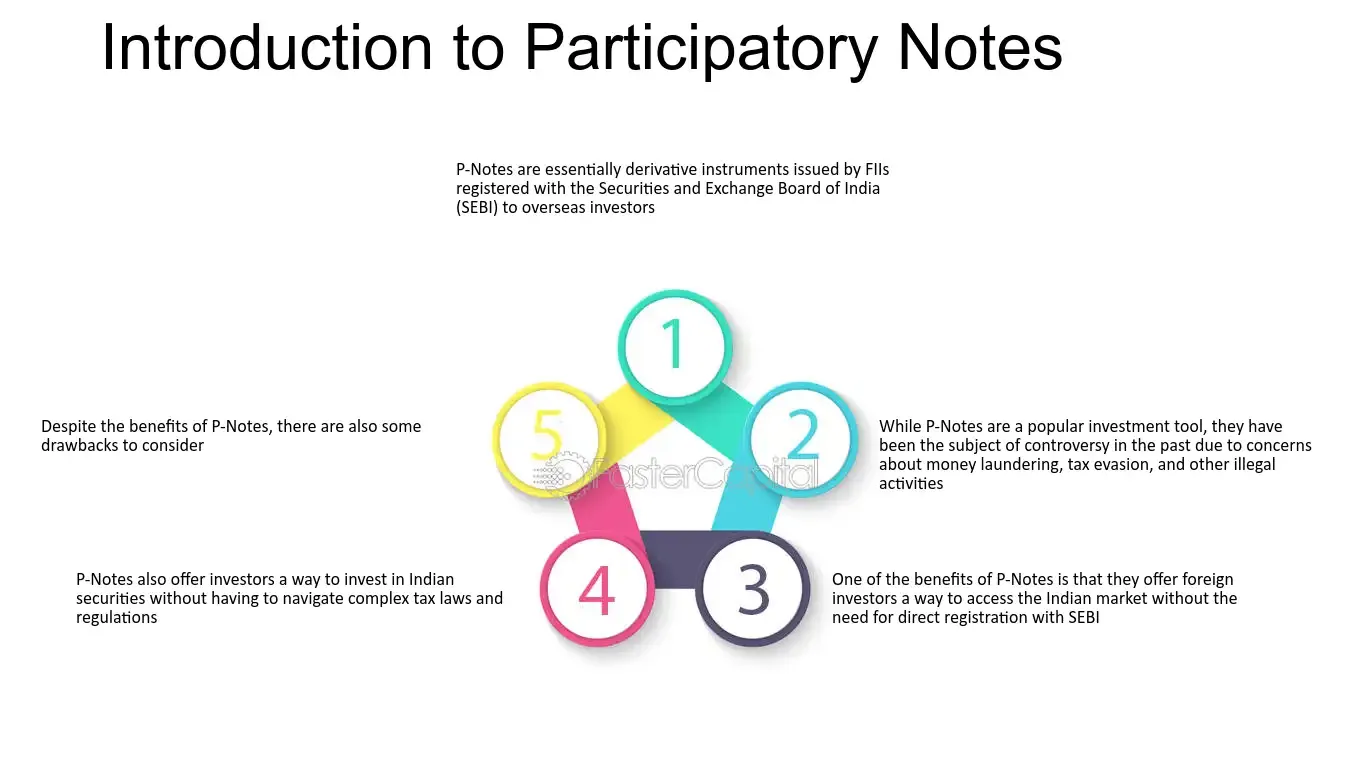 Introduction to Participatory Notes
P-Notes are essentially derivative instruments issued by FIIs
registered with the Securities and Exchange Board of India
(SEBI) to overseas investors
1
2
While P-Notes are a popular investment tool, they have
been the subject of controversy in the past due to concerns
about money laundering, tax evasion, and other illegal
activities
3
One of the benefits of P-Notes is that they offer foreign
investors a way to access the Indian market without the
need for direct registration with SEBI
4
P-Notes also offer investors a way to invest in Indian
securities without having to navigate complex tax laws and
regulations
5
Despite the benefits of P-Notes, there are also some
drawbacks to consider
FasterCapital